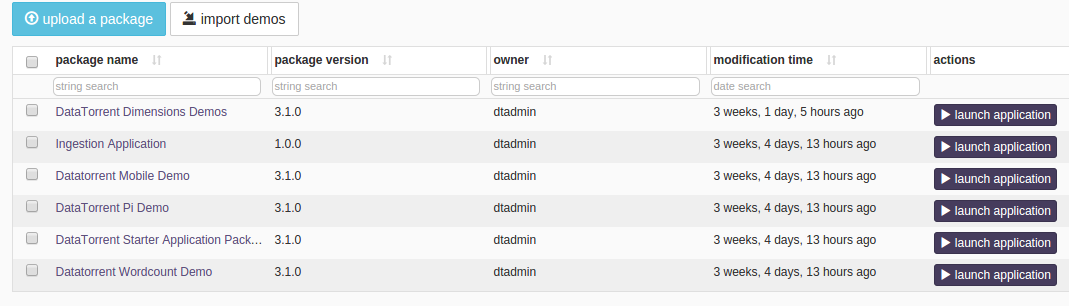 upload a package import demos
package name package version owner modification time actions
string search string search string search date search
DataTorrent Dimensions Demos 3.1.0 dtadmin 3 weeks, 1 day, 5 hours ago launch application
Ingestion Application 1.0.0 dtadmin 3 weeks, 4 days, 13 hours ago launch application
Datatorrent Mobile Demo 3.1.0 dtadmin 3 weeks, 4 days, 13 hours ago launch application
DataTorrent Pi Demo 3.1.0 dtadmin 3 weeks, 4 days, 13 hours ago launch application
DataTorrent Starter Application Pack... 3.1.0 dtadmin 3 weeks, 4 days, 13 hours ago launch application
Datatorrent Wordcount Demo 3.1.0 dtadmin 3 weeks, 4 days, 13 hours ago launch application